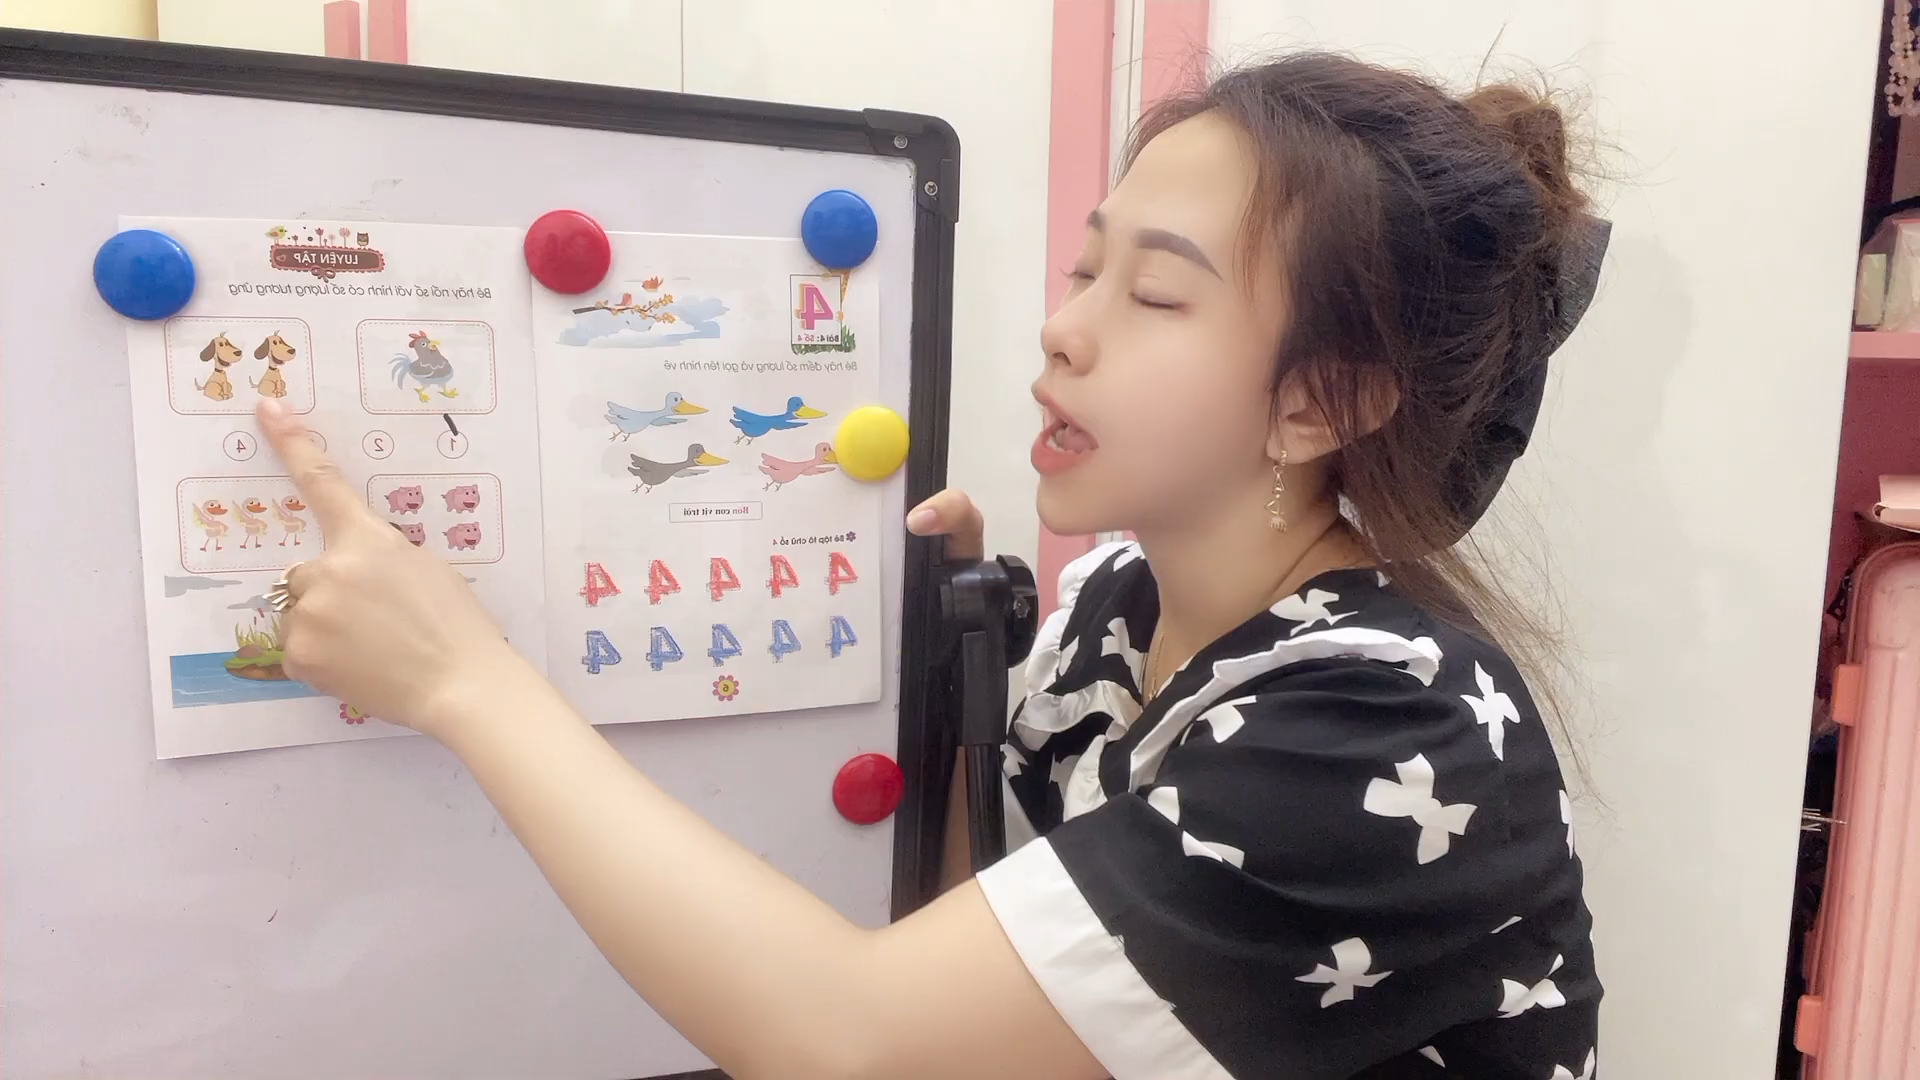 LUYỆN TẬP
Bé hãy nối số với hình có số lượng tương ứng
1
2
4
4
Bài 4: Số 4
Bé hãy đếm số lượng và gọi tên hình vẽ
Bốn con vịt trời
Bé tập tô chữ số 4
4 4 4 4 4
4 4 4 4 4
6